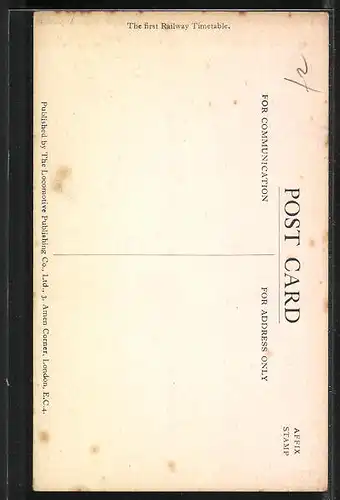 The first Railway Timetable.
POST CARD
FOR COMMUNICATION
FOR ADDRESS ONLY
AFFIX
STAMP
Published by The Locomotive Publishing Co., Ltd., 3, Amen Corner, London, E.C.4.